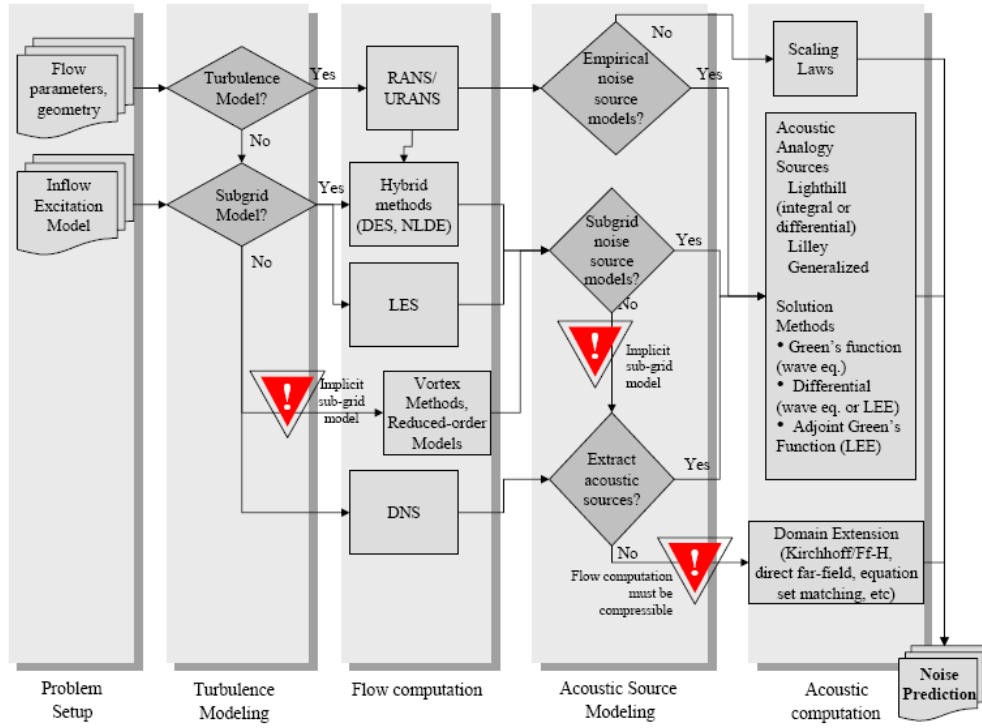 Flow
parameters,
geometry
Inflow
Excitation
Model
Turbulence
Model?
Yes
No
Subgrid
Model?
Yes
No
RANS/
URANS
Hybrid
methods
(DES, NLDE)
LES
!
Implicit
sub-grid
model
Vortex
Methods,
Reduced-order
Models
DNS
Empirical
noise
source
models?
No
Yes
Subgrid
noise
source
models?
Yes
No
!
Implicit
sub-grid
model
Extract
acoustic
sources?
Yes
No
!
Flow computation
must be
compressible
Scaling
Laws
Acoustic
Analogy
Sources
Lighthill
(integral or
differential)
Lilley
Generalized
Solution
Methods
• Green's function
(wave eq.)
• Differential
(wave eq. or LEE)
• Adjoint Green's
Function (LEE)
Domain Extension
(Kirchhoff/Ff-H,
direct far-field, equation
set matching, etc)
Noise
Prediction
Problem
Setup
Turbulence
Modeling
Flow computation
Acoustic Source
Modeling
Acoustic
computation